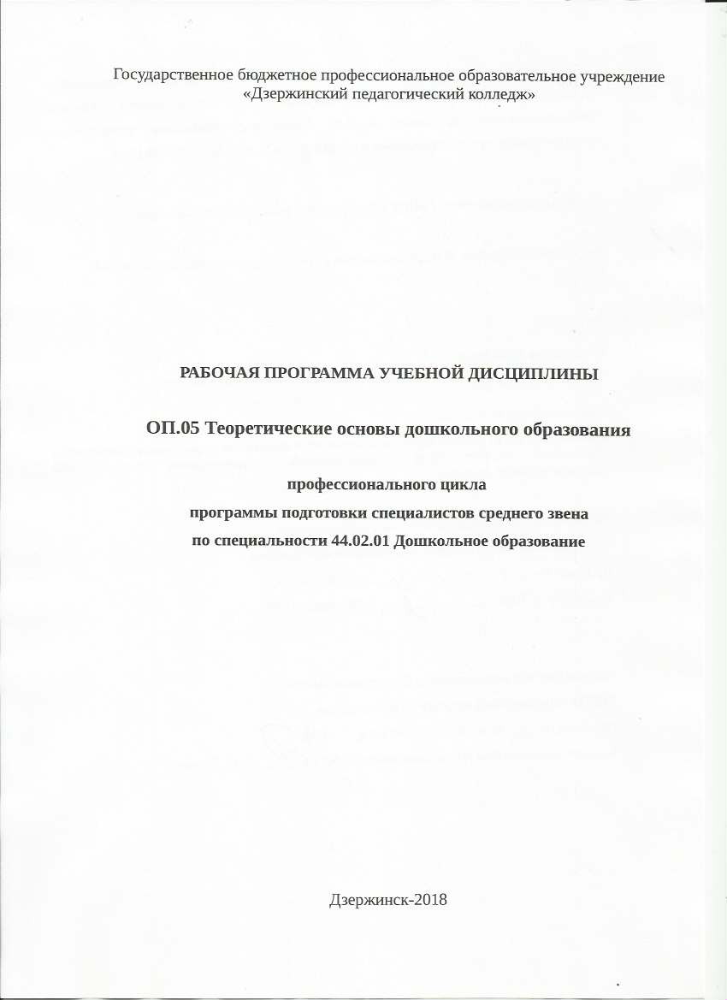 Государственное бюджетное профессиональное образовательное учреждение
«Дзержинский педагогический колледж»
РАБОЧАЯ ПРОГРАММА УЧЕБНОЙ ДИСЦИПЛИНЫ
ОП.05 Теоретические основы дошкольного образования
профессионального цикла
программы подготовки специалистов среднего звена
по специальности 44.02.01 Дошкольное образование
Дзержинск-2018